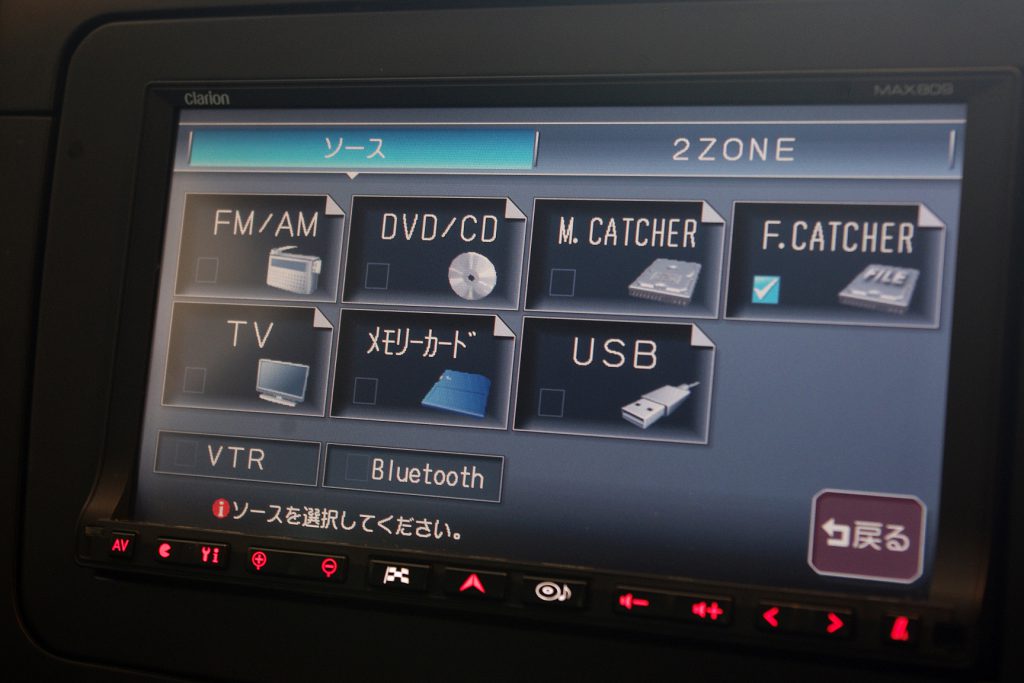 clarion
MAX809
ソース
2ZONE
FM/AM
DVD/CD
M. CATCHER
F.CATCHER
FILE
TV
メモリーカード
USB
VTR
Bluetooth
ソースを選択してください。
戻る
AV